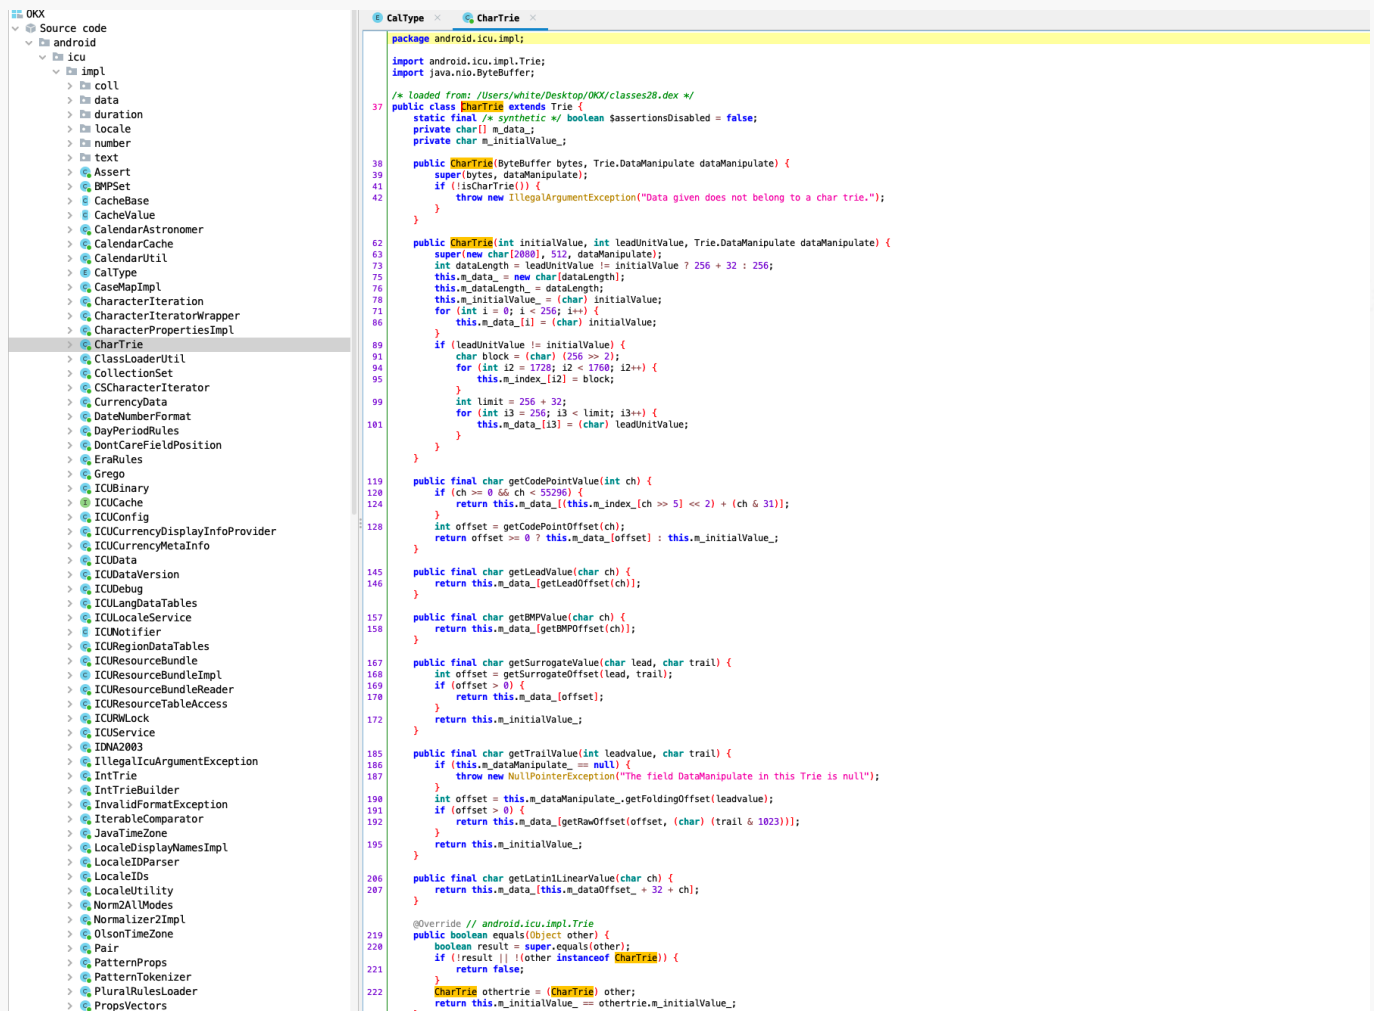 OKX
Source code
android
icu
impl
coll
data
duration
locale
number
text
Assert
BMPSet
CacheBase
CacheValue
CalendarAstronomer
CalendarCache
CalendarUtil
CalType
CaseMapImpl
CharacterIteration
CharacterIteratorWrapper
CharacterPropertiesImpl
CharTrie
ClassLoaderUtil
CollectionSet
CSCharacterIterator
CurrencyData
DateNumberFormat
DayPeriodRules
DontCareFieldPosition
EraRules
Grego
ICUBinary
ICUCache
ICUConfig
ICUCurrencyDisplayInfoProvider
ICUCurrencyMetaInfo
ICUData
ICUDataVersion
ICUDebug
ICULangDataTables
ICULocaleService
ICUNotifier
ICURegionDataTables
ICUResourceBundle
ICUResourceBundleImpl
ICUResourceBundleReader
ICUResourceTableAccess
ICURWLock
ICUService
IDNA2003
IllegalIcuArgumentException
IntTrie
IntTrieBuilder
InvalidFormatException
IterableComparator
JavaTimeZone
LocaleDisplayNamesImpl
LocaleIDParser
LocaleIDs
LocaleUtility
Norm2AllModes
Normalizer2Impl
OlsonTimeZone
Pair
PatternProps
PatternTokenizer
PluralRulesLoader
PropsVectors
CalType CharTrie
package android.icu.impl;
import android.icu.impl.Trie;
import java.nio.ByteBuffer;
/* loaded from: /Users/white/Desktop/OKX/classes28.dex */
37 public class CharTrie extends Trie {
static final /* synthetic */ boolean $assertionsDisabled = false;
private char[] m_data_;
private char m_initialValue_;
38 public CharTrie(ByteBuffer bytes, Trie.DataManipulate dataManipulate) {
39 super(bytes, dataManipulate);
41 if (!isCharTrie()) {
42 throw new IllegalArgumentException("Data given does not belong to a char trie.");
}
}
62 public CharTrie(int initialValue, int leadUnitValue, Trie.DataManipulate dataManipulate) {
63 super(new char[2080], 512, dataManipulate);
73 int dataLength = leadUnitValue != initialValue ? 256 + 32 : 256;
75 this.m_data_ = new char[dataLength];
76 this.m_dataLength_ = dataLength;
78 this.m_initialValue_ = (char) initialValue;
71 for (int i = 0; i < 256; i++) {
86 this.m_data_[i] = (char) initialValue;
}
89 if (leadUnitValue != initialValue) {
91 char block = (char) (256 >> 2);
94 for (int i2 = 1728; i2 < 1760; i2++) {
95 this.m_index_[i2] = block;
}
99 int limit = 256 + 32;
for (int i3 = 256; i3 < limit; i3++) {
101 this.m_data_[i3] = (char) leadUnitValue;
}
}
}
119 public final char getCodePointValue(int ch) {
120 if (ch >= 0 && ch < 55296) {
124 return this.m_data_[(this.m_index_[ch >> 5] << 2) + (ch & 31)];
}
128 int offset = getCodePointOffset(ch);
return offset >= 0 ? this.m_data_[offset] : this.m_initialValue_;
}
145 public final char getLeadValue(char ch) {
146 return this.m_data_[getLeadOffset(ch)];
}
157 public final char getBMPValue(char ch) {
158 return this.m_data_[getBMPOffset(ch)];
}
167 public final char getSurrogateValue(char lead, char trail) {
168 int offset = getSurrogateOffset(lead, trail);
169 if (offset > 0) {
170 return this.m_data_[offset];
}
172 return this.m_initialValue_;
}
185 public final char getTrailValue(int leadvalue, char trail) {
186 if (this.m_dataManipulate_ == null) {
187 throw new NullPointerException("The field DataManipulate in this Trie is null");
}
190 int offset = this.m_dataManipulate_.getFoldingOffset(leadvalue);
191 if (offset > 0) {
192 return this.m_data_[getRawOffset(offset, (char) (trail & 1023))];
}
195 return this.m_initialValue_;
}
206 public final char getLatin1LinearValue(char ch) {
207 return this.m_data_[this.m_dataOffset_ + 32 + ch];
}
@Override // android.icu.impl.Trie
219 public boolean equals(Object other) {
220 boolean result = super.equals(other);
if (!result || !(other instanceof CharTrie)) {
221 return false;
}
222 CharTrie othertrie = (CharTrie) other;
return this.m_initialValue_ == othertrie.m_initialValue_;